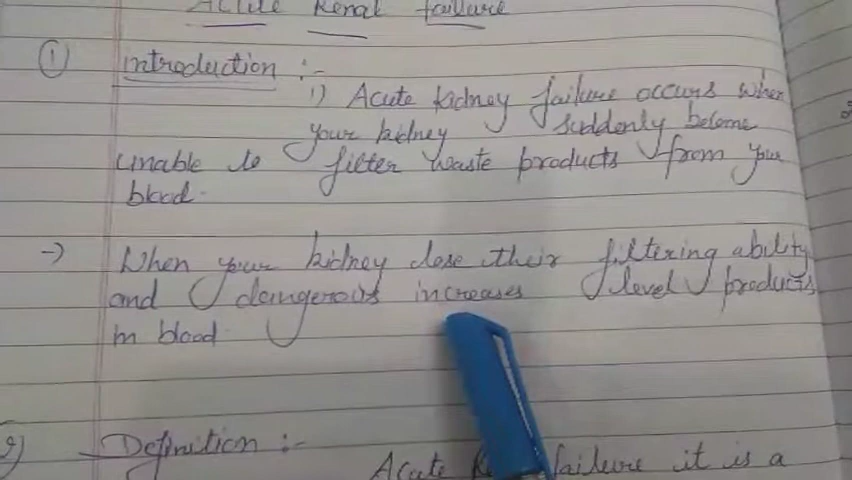 Acute Renal failure
① introduction :-
i) Acute kidney failure occurs when
your kidney suddenly become
unable to filter waste products from your
blood.
→ When your kidney lose their filtering ability
and dangerous increases level products
in blood
2) Definition :-
Acute failure it is a